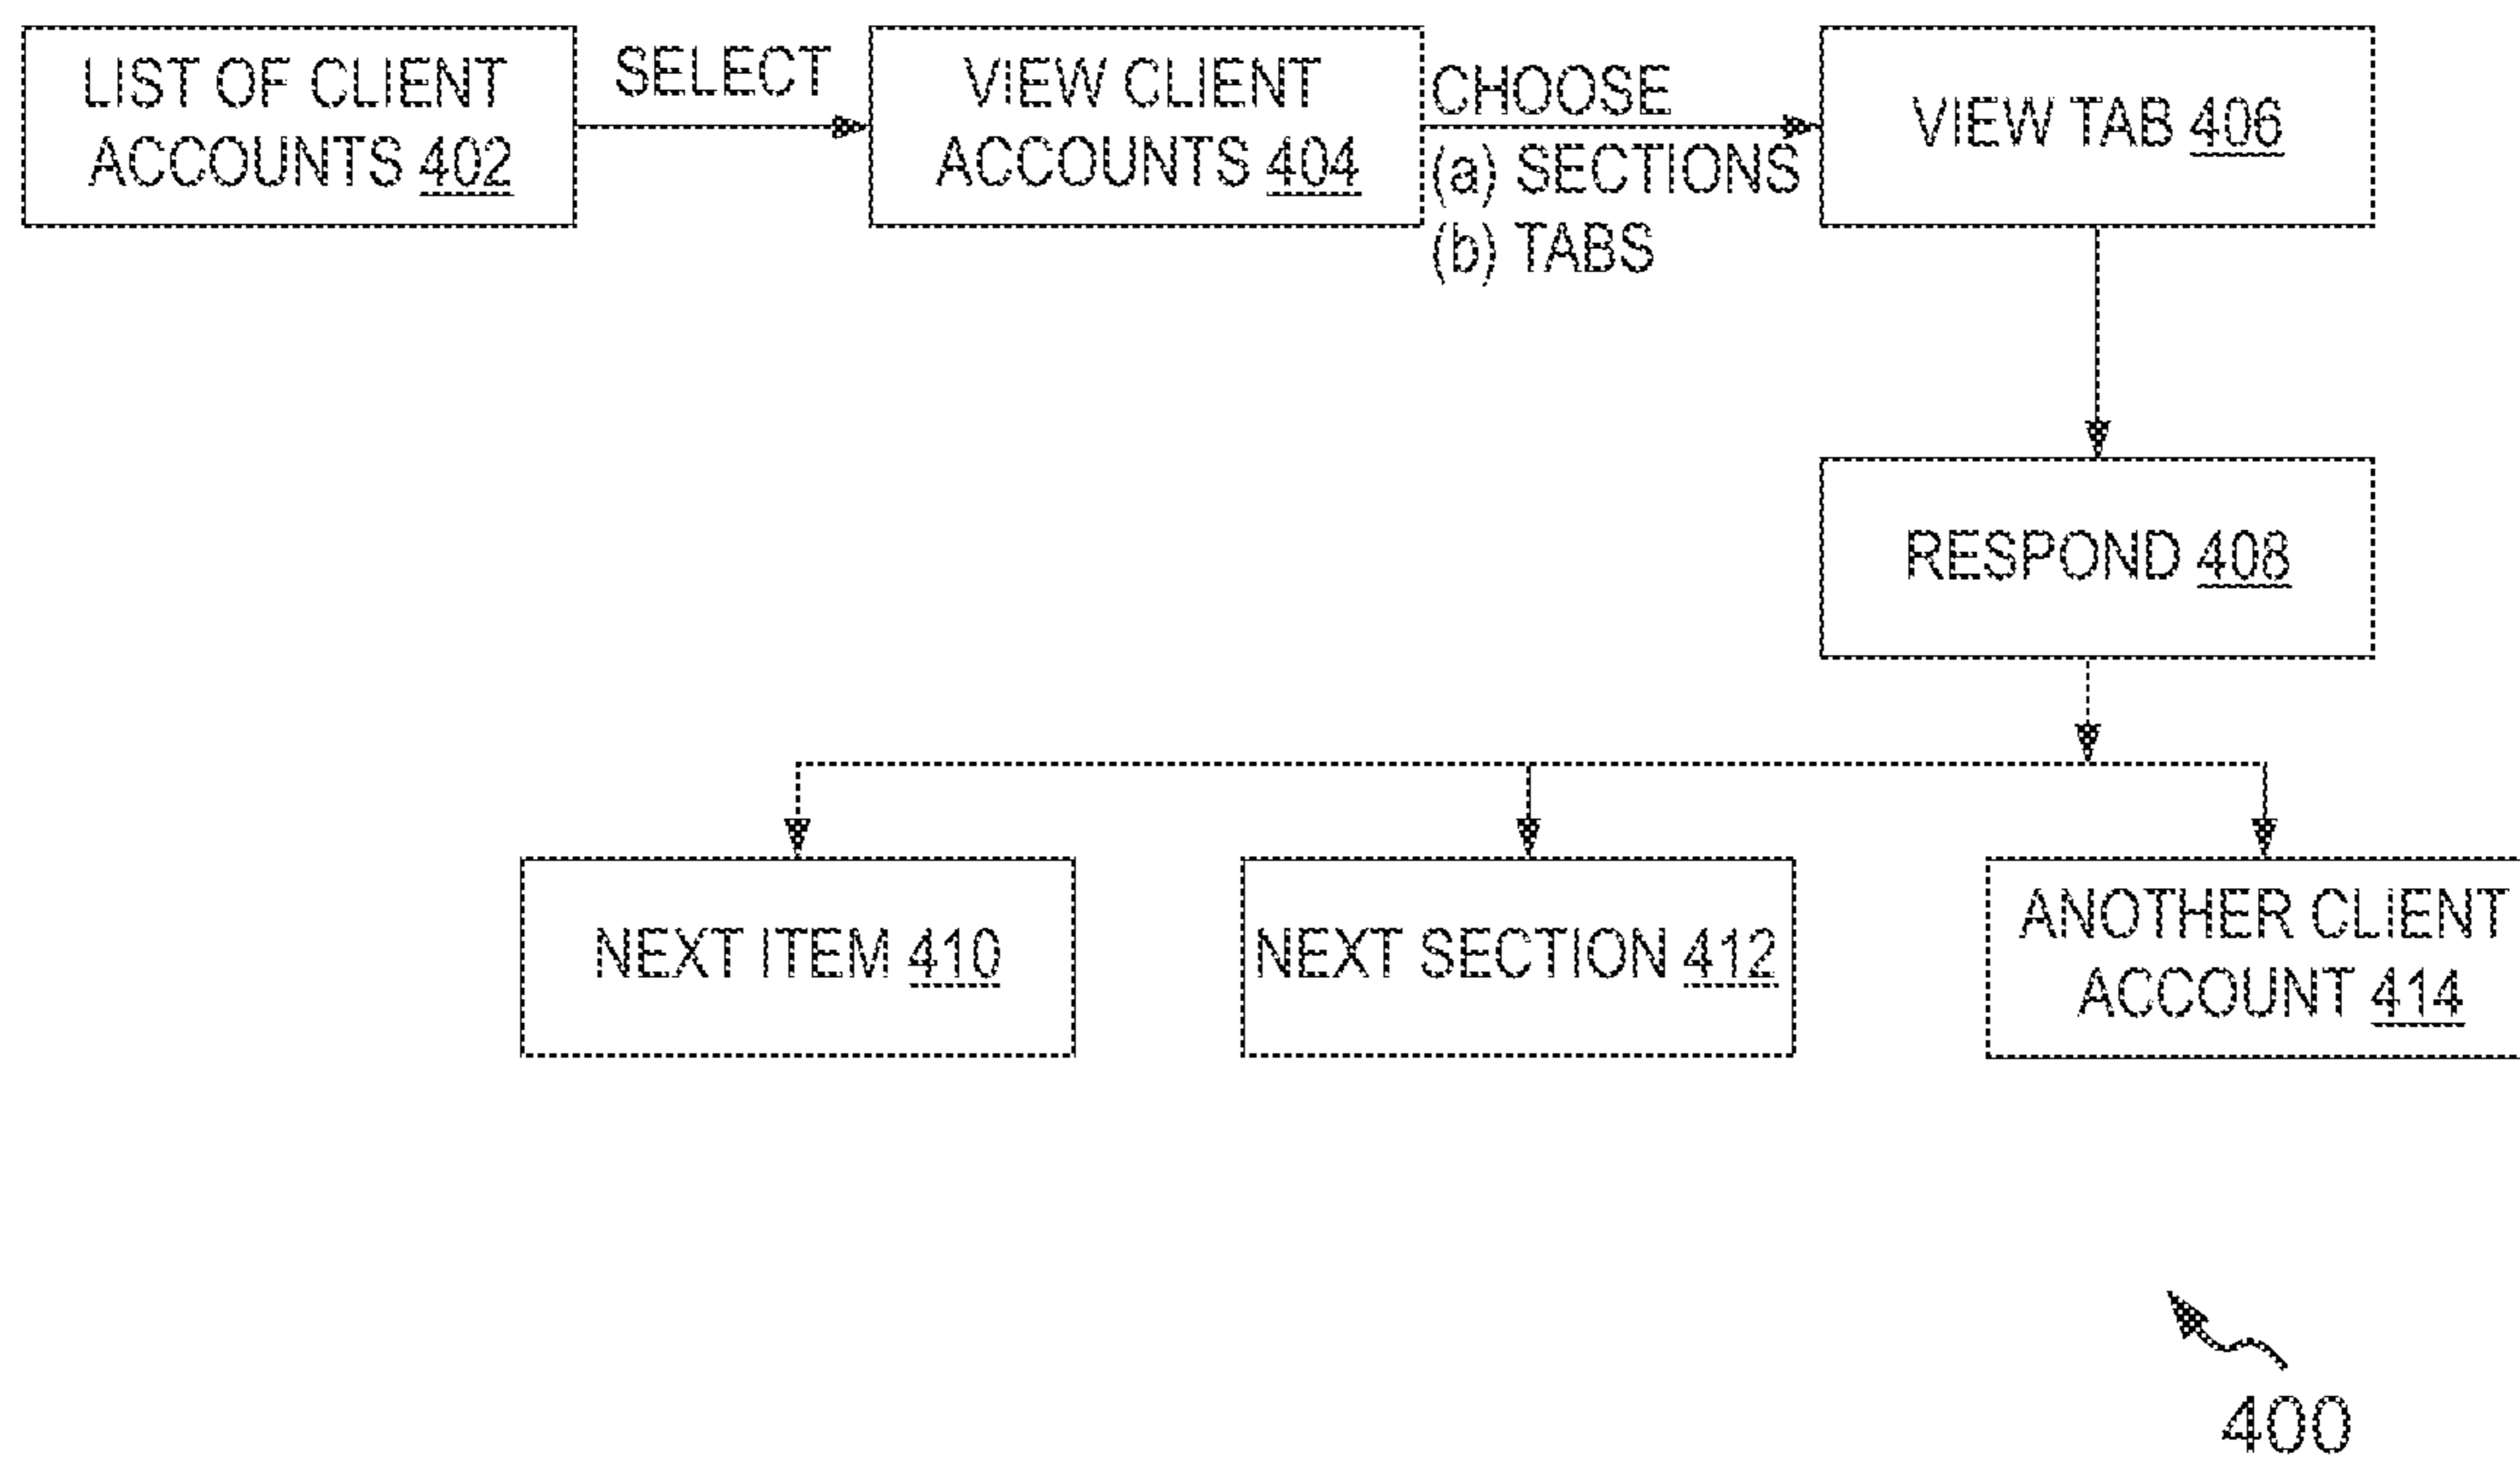 LIST OF CLIENT
ACCOUNTS 402
SELECT
VIEW CLIENT
ACCOUNTS 404
CHOOSE
(a) SECTIONS
(b) TABS
VIEW TAB 406
RESPOND 408
NEXT ITEM 410
NEXT SECTION 412
ANOTHER CLIENT
ACCOUNT 414
400